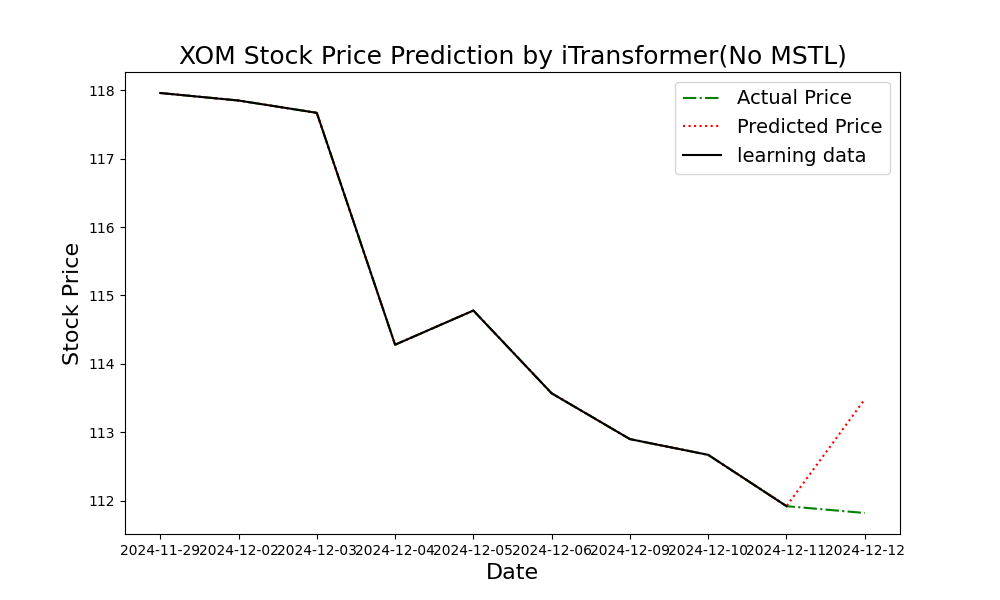 XOM Stock Price Prediction by iTransformer(No MSTL)
Actual Price
Predicted Price
learning data
118
117
116
115
114
113
112
Stock Price
2024-11-29 2024-12-02 2024-12-03 2024-12-04 2024-12-05 2024-12-06 2024-12-09 2024-12-10 2024-12-11 2024-12-12
Date